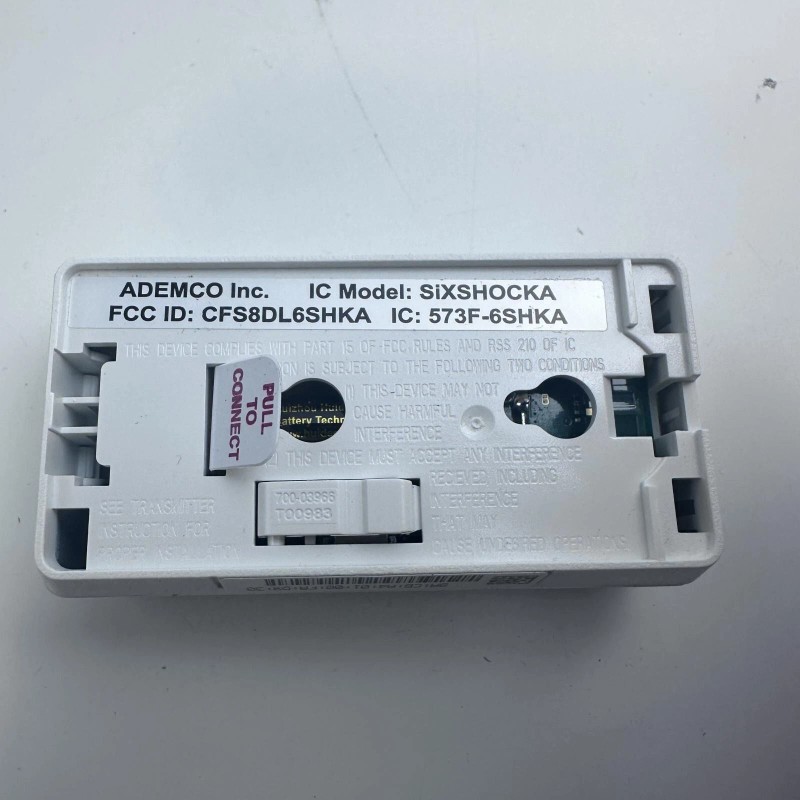 ADEMCO Inc. IC Model: SiXSHOCKA
FCC ID: CFS8DL6SHKA IC: 573F-6SHKA
THIS DEVICE COMPLIES WITH PART 15 OF FCC RULES AND RSS 210 OF IC
IS SUBJECT TO THE FOLLOWING TWO CONDITIONS
(1) THIS DEVICE MAY NOT
CAUSE HARMFUL
INTERFERENCE
THIS DEVICE MUST ACCEPT ANY INTERFERENCE
RECIEVED INCLUDING
INTERFERENCE
THAT MAY
CAUSE UNDESIRED OPERATIONS
PULL
TO
CONNECT
attery Techn
700-03966
T00983
SEE TRANSMITTER
INSTRUCTION FOR
PROPER INSTALLATION